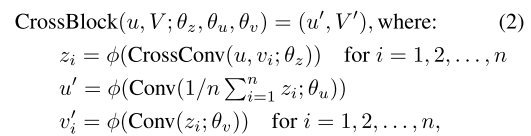 CrossBlock(u, V; θ_z, θ_u, θ_v) = (u′, V′), where: (2)
z_i = ϕ(CrossConv(u, v_i; θ_z)) for i = 1, 2, . . . , n
u′ = ϕ(Conv(1/n ∑_{i=1}^{n} z_i; θ_u))
v′_i = ϕ(Conv(z_i; θ_v)) for i = 1, 2, . . . , n,